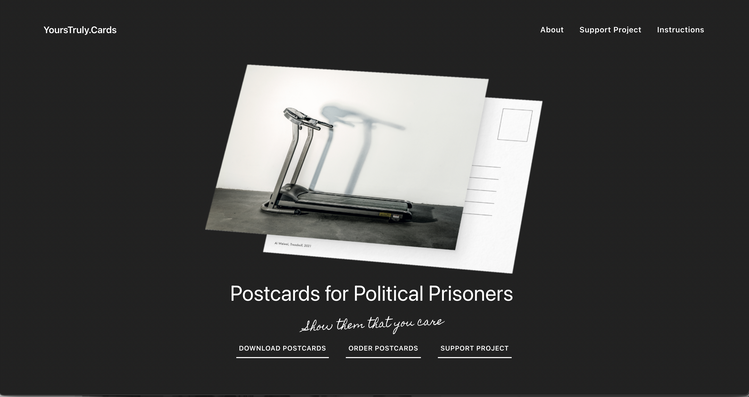 YoursTruly.Cards
About Support Project Instructions
Postcards for Political Prisoners
Show them that you care
DOWNLOAD POSTCARDS ORDER POSTCARDS SUPPORT PROJECT